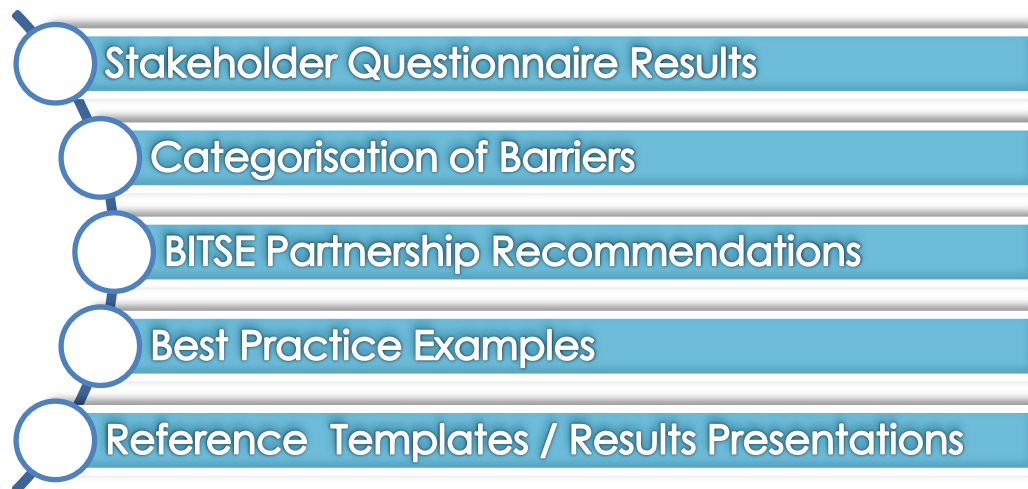 Stakeholder Questionnaire Results
Categorisation of Barriers
BITSE Partnership Recommendations
Best Practice Examples
Reference  Templates / Results Presentations